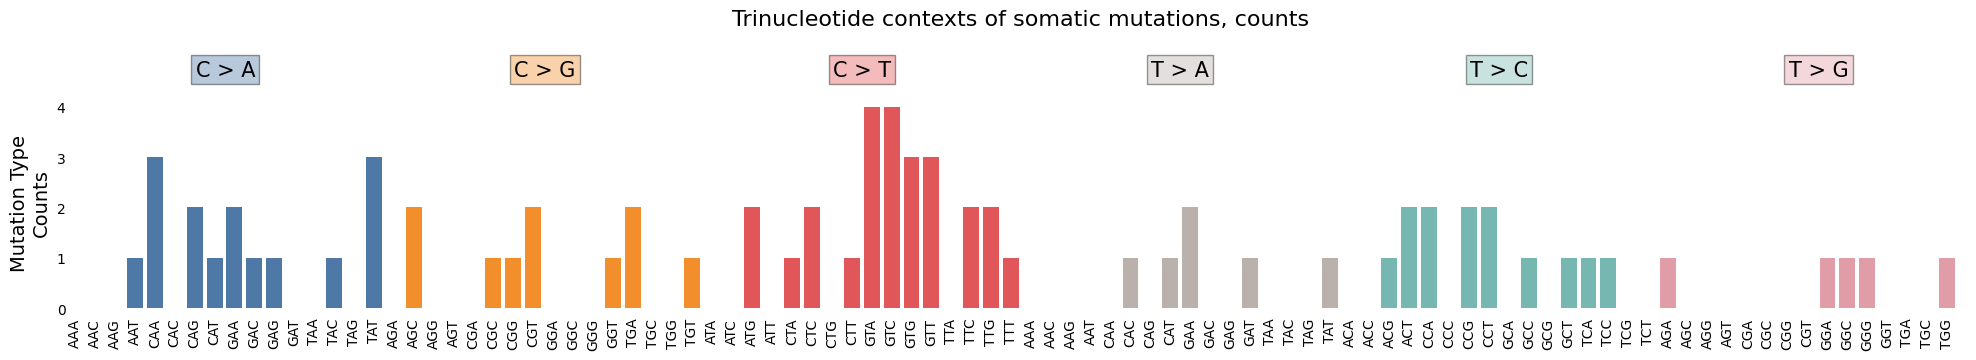 Trinucleotide contexts of somatic mutations, counts
C > A
C > G
C > T
T > A
T > C
T > G
Mutation Type
Counts
4
3
2
1
0
AAA
AAC
AAG
AAT
CAA
CAC
CAG
CAT
GAA
GAC
GAG
GAT
TAA
TAC
TAG
TAT
AGA
AGC
AGG
AGT
CGA
CGC
CGG
CGT
GGA
GGC
GGG
GGT
TGA
TGC
TGG
TGT
ATA
ATC
ATG
ATT
CTA
CTC
CTG
CTT
GTA
GTC
GTG
GTT
TTA
TTC
TTG
TTT
AAA
AAC
AAG
AAT
CAA
CAC
CAG
CAT
GAA
GAC
GAG
GAT
TAA
TAC
TAG
TAT
ACA
ACC
ACG
ACT
CCA
CCC
CCG
CCT
GCA
GCC
GCG
GCT
TCA
TCC
TCG
TCT
AGA
AGC
AGG
AGT
CGA
CGC
CGG
CGT
GGA
GGC
GGG
GGT
TGA
TGC
TGG